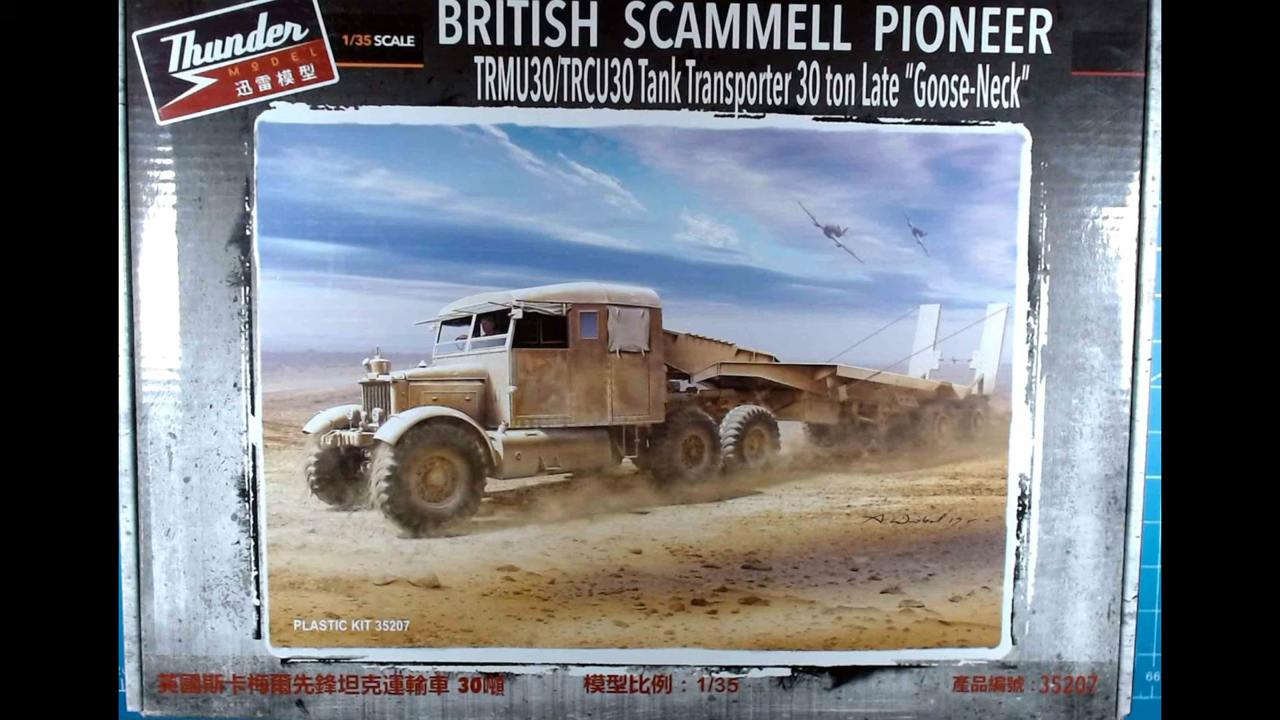 Thunder
MODEL
迅雷模型
1/35 SCALE
BRITISH SCAMMELL PIONEER
TRMU30/TRCU30 Tank Transporter 30 ton Late "Goose-Neck"
PLASTIC KIT 35207
英國斯卡梅爾先鋒坦克運輸車 30噸
模型比例：1/35
產品編號：35207
66